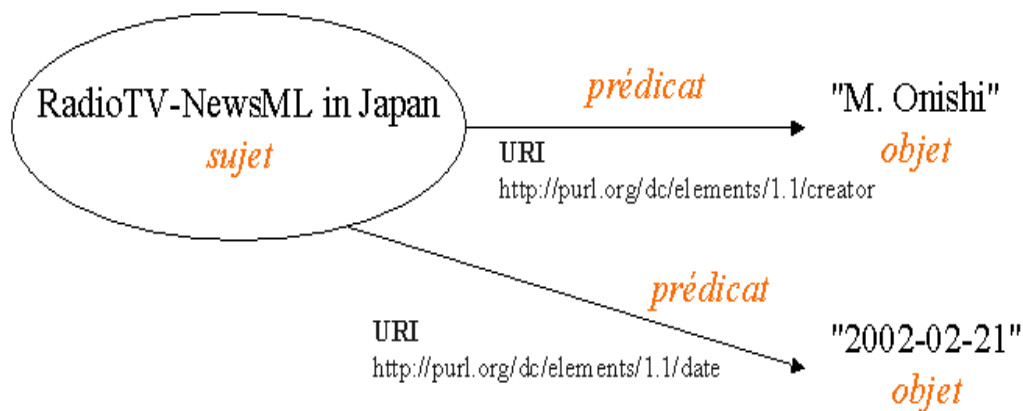 RadioTV-NewsML in Japan
sujet
prédicat
URI
http://purl.org/dc/elements/1.1/creator
"M. Onishi"
objet
prédicat
URI
http://purl.org/dc/elements/1.1/date
"2002-02-21"
objet